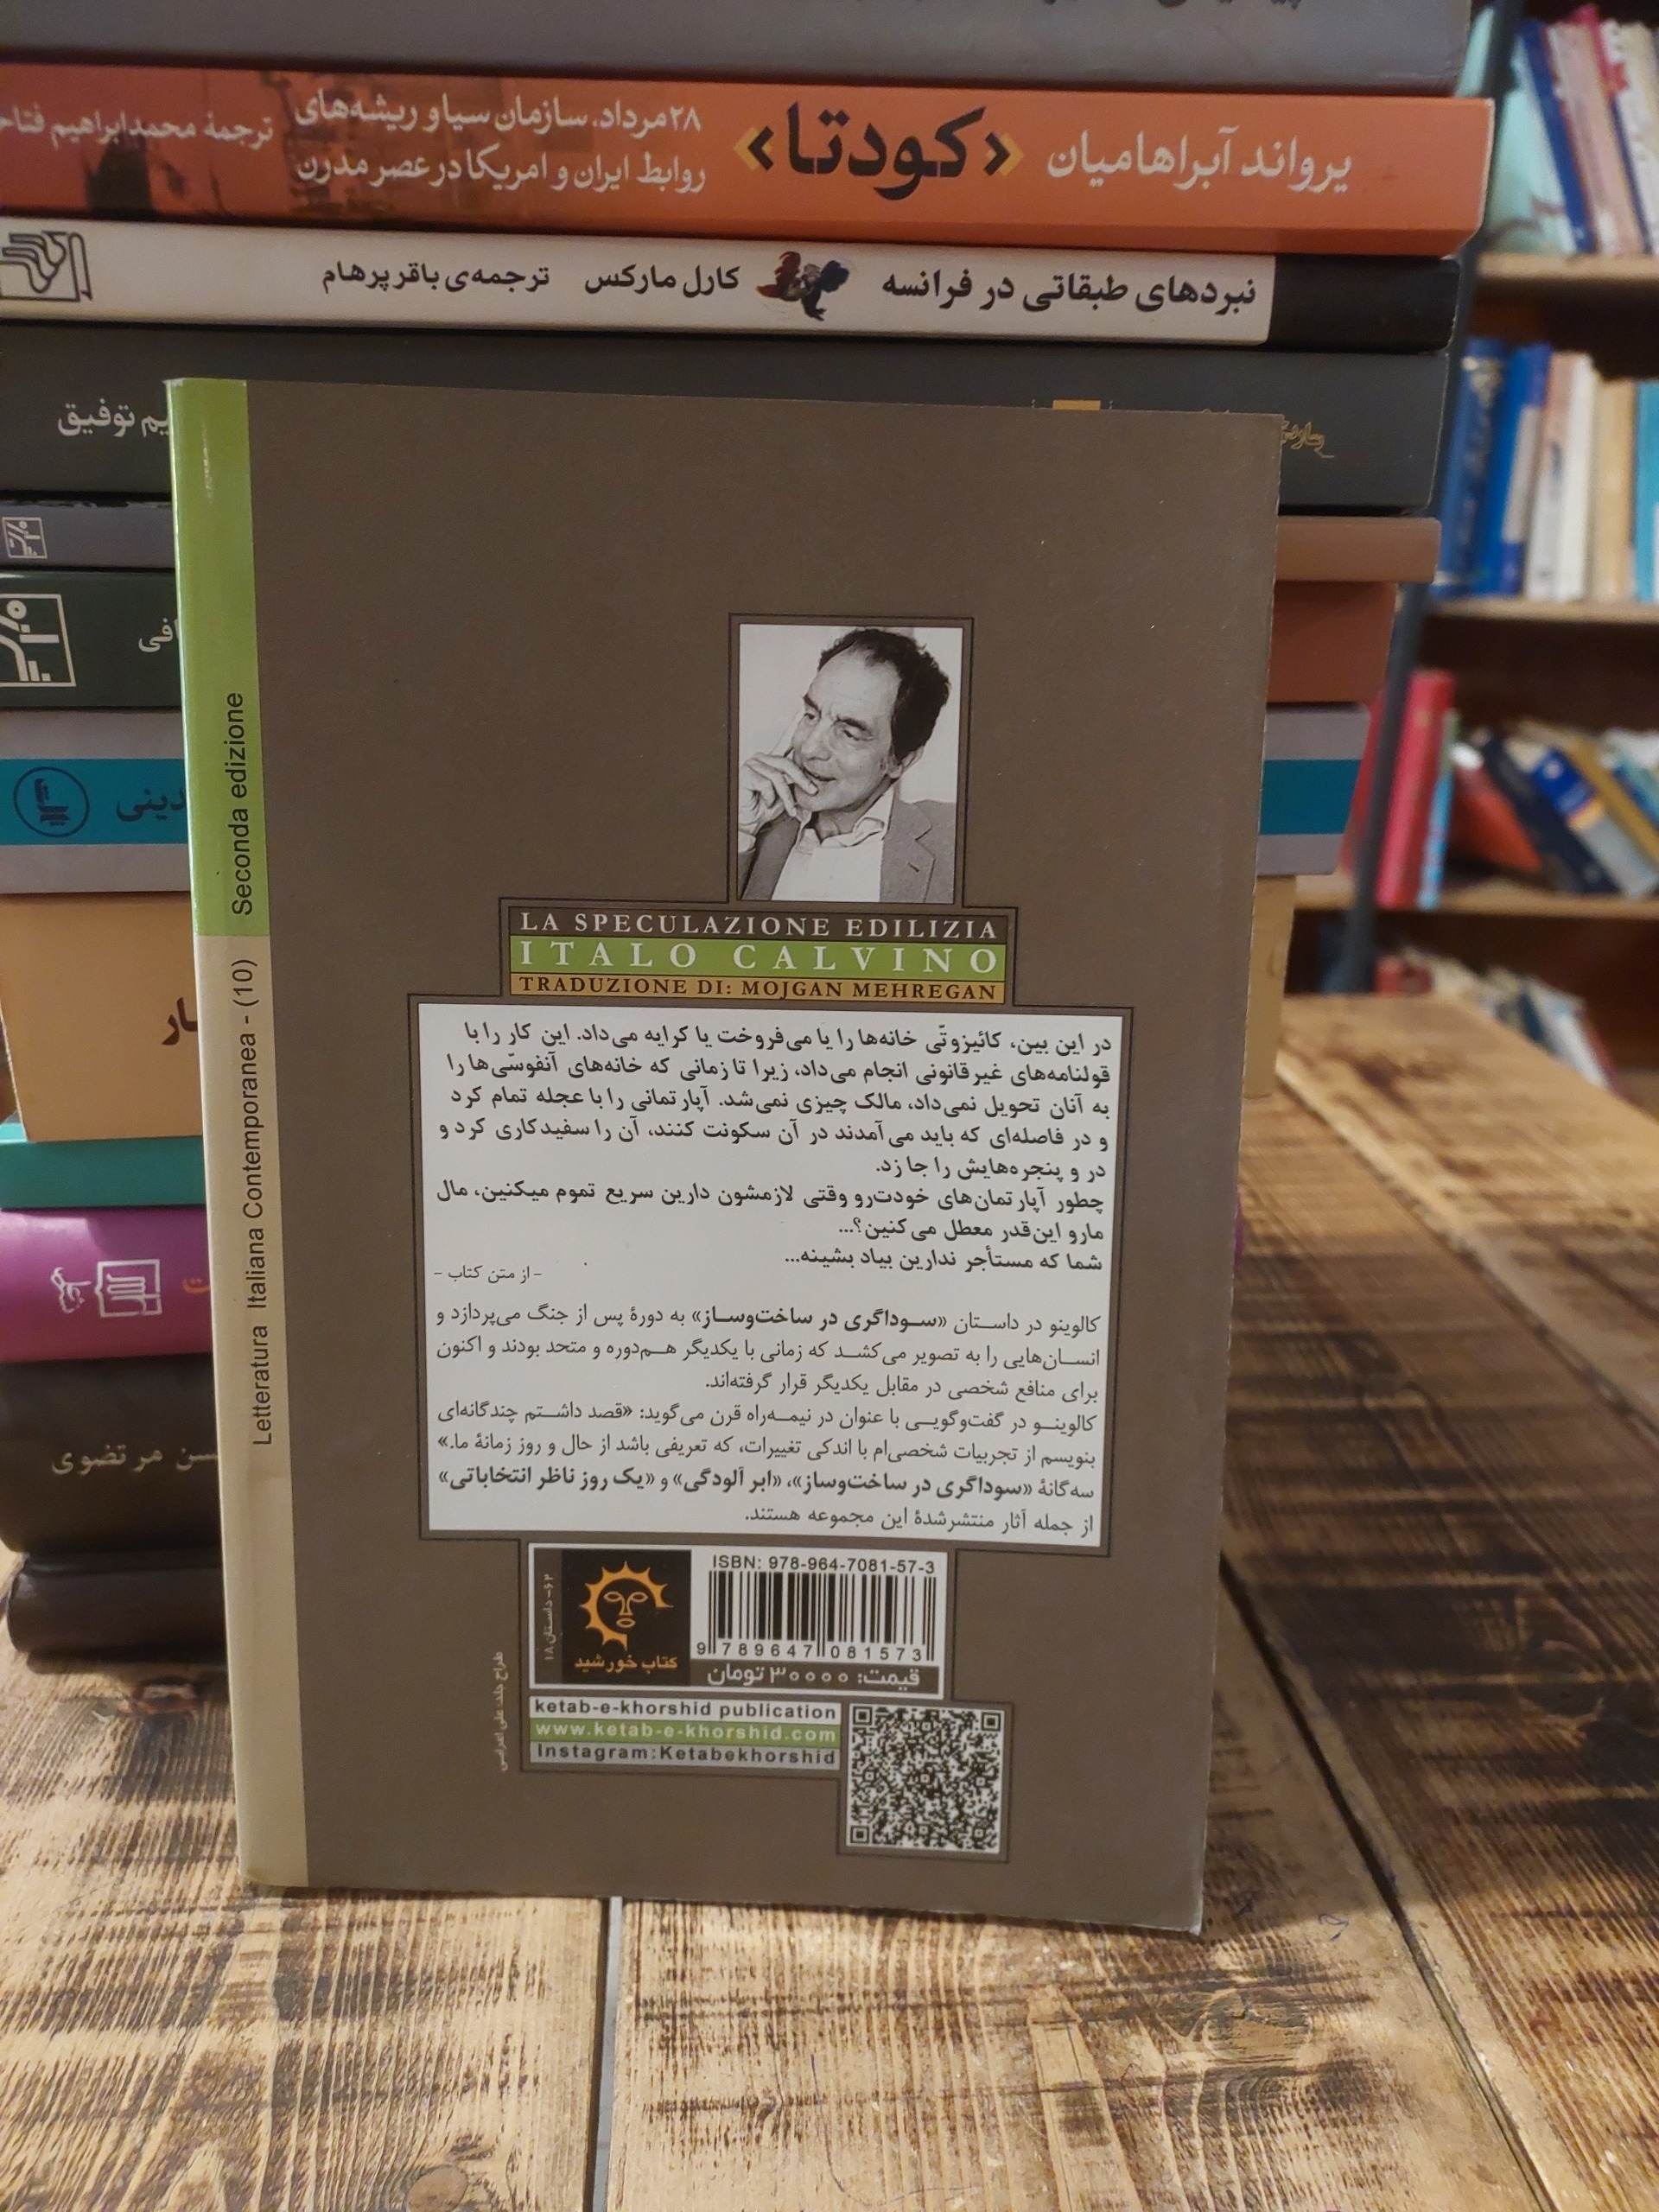 یرواند آبراهامیان «کودتا» ۲۸ مرداد، سازمان سیا و ریشه‌های
روابط ایران و امریکا در عصر مدرن
ترجمهٔ محمدابراهیم
نبردهای طبقاتی در فرانسه کارل مارکس ترجمه‌ی باقر پرهام
توفیق
دینی
مرتضوی
Seconda edizione
Letteratura Italiana Contemporanea - (10)
LA SPECULAZIONE EDILIZIA
ITALO CALVINO
TRADUZIONE DI: MOJGAN MEHREGAN
در این بین، کائیزوتّی خانه‌ها را یا می‌فروخت یا کرایه می‌داد. این کار را با
قولنامه‌های غیرقانونی انجام می‌داد، زیرا تا زمانی که خانه‌های آنفوسّی‌ها را
به آنان تحویل نمی‌داد، مالک چیزی نمی‌شد. آپارتمانی را با عجله تمام کرد
و در فاصله‌ای که باید می‌آمدند در آن سکونت کنند، آن را سفیدکاری کرد و
در و پنجره‌هایش را جا زد.
چطور آپارتمان‌های خودت‌رو وقتی لازمشون دارین سریع تموم میکنین، مال
مارو این‌قدر معطل می‌کنین؟...
شما که مستأجر ندارین بیاد بشینه...
- از متن کتاب -
کالوینو در داستان «سوداگری در ساخت‌وساز» به دورهٔ پس از جنگ می‌پردازد و
انسان‌هایی را به تصویر می‌کشد که زمانی با یکدیگر هم‌دوره و متحد بودند و اکنون
برای منافع شخصی در مقابل یکدیگر قرار گرفته‌اند.
کالوینو در گفت‌وگویی با عنوان در نیمه‌راه قرن می‌گوید: «قصد داشتم چندگانه‌ای
بنویسم از تجربیات شخصی‌ام با اندکی تغییرات، که تعریفی باشد از حال و روز زمانهٔ ما.»
سه‌گانهٔ «سوداگری در ساخت‌وساز»، «ابر آلودگی» و «یک روز ناظر انتخاباتی»
از جمله آثار منتشرشدهٔ این مجموعه هستند.
ISBN: 978-964-7081-57-3
9 789647 081573
قیمت: ۳۰۰۰۰ تومان
کتاب خورشید
۶۲- داستان ۱۸
ketab-e-khorshid publication
www.ketab-e-khorshid.com
Instagram:Ketabekhorshid
طراح جلد: علی